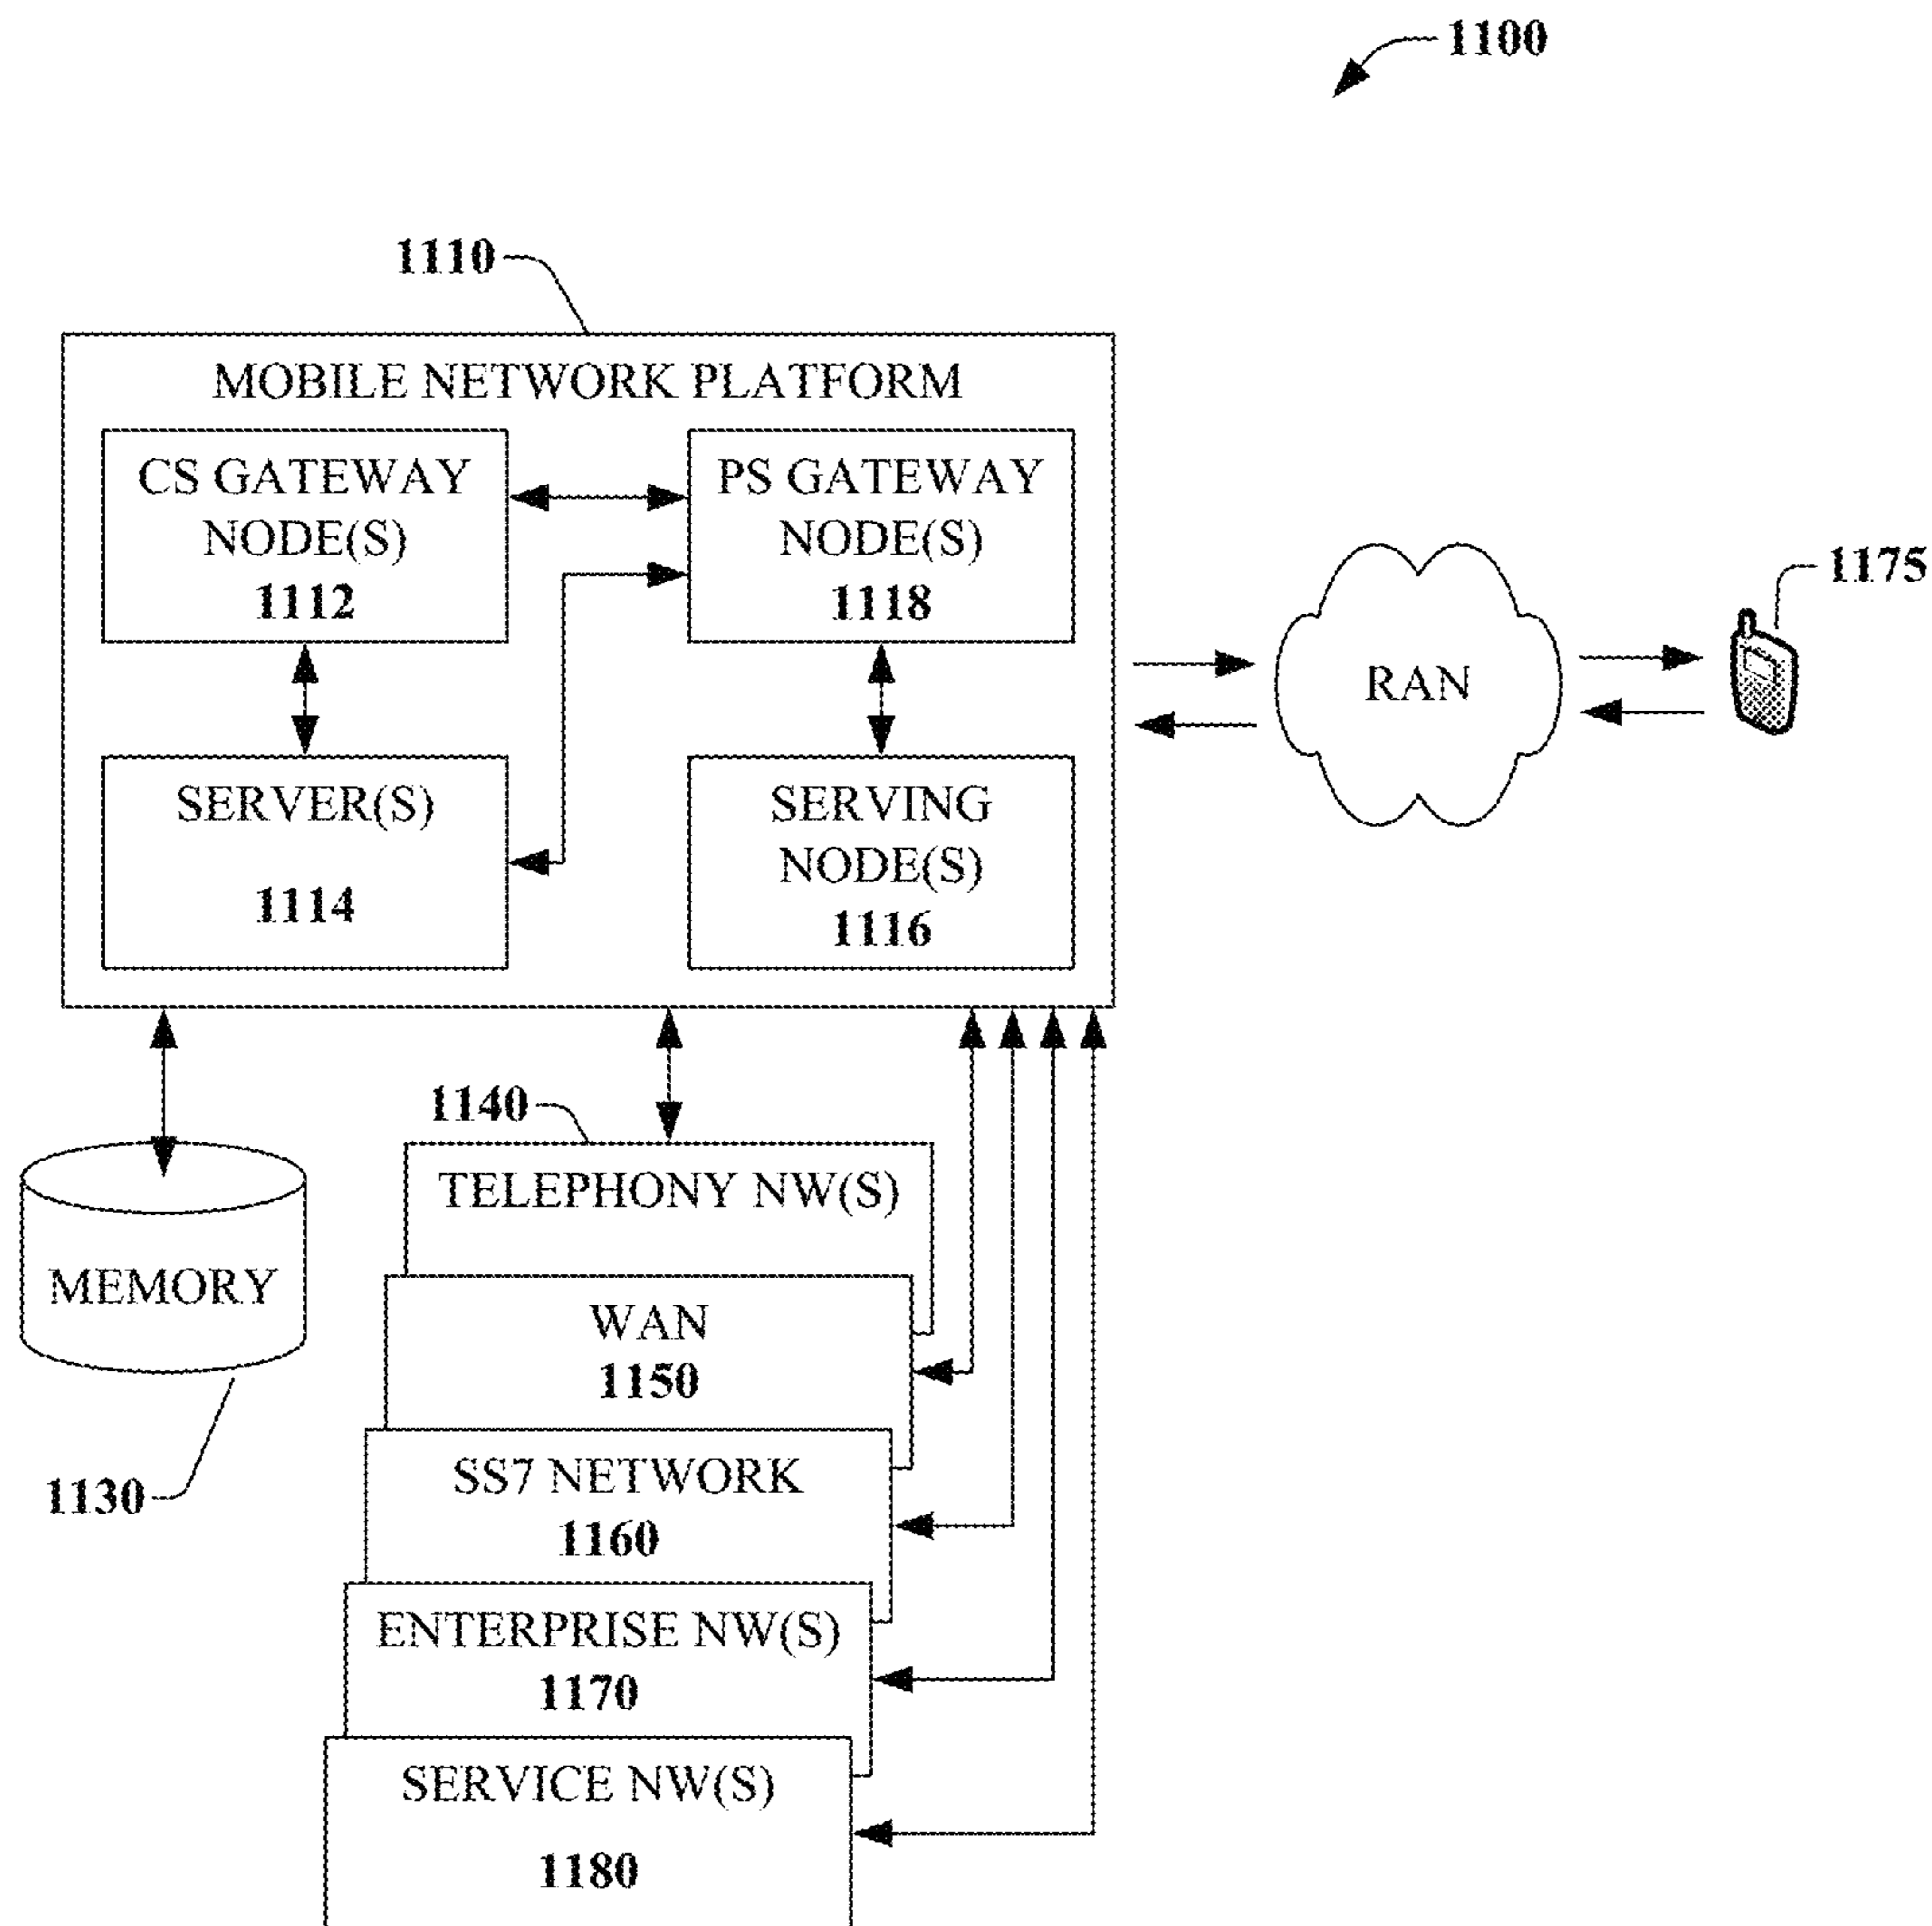 1100
1110
MOBILE NETWORK PLATFORM
CS GATEWAY
NODE(S)
1112
PS GATEWAY
NODE(S)
1118
SERVER(S)
1114
SERVING
NODE(S)
1116
RAN
1175
1140
TELEPHONY NW(S)
MEMORY
1130
WAN
1150
SS7 NETWORK
1160
ENTERPRISE NW(S)
1170
SERVICE NW(S)
1180